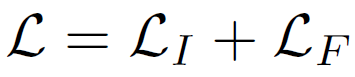 ℒ = ℒ_I + ℒ_F